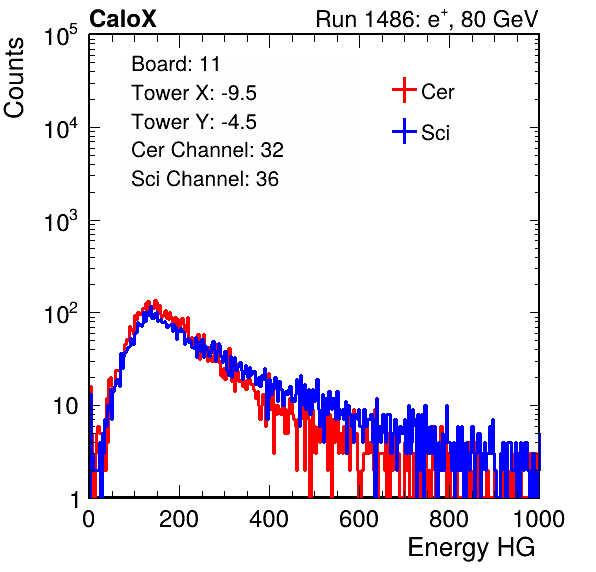 CaloX Run 1486: e⁺, 80 GeV
Counts
10⁵
10⁴
10³
10²
10
1
Board: 11
Tower X: -9.5
Tower Y: -4.5
Cer Channel: 32
Sci Channel: 36
Cer
Sci
0 200 400 600 800 1000
Energy HG